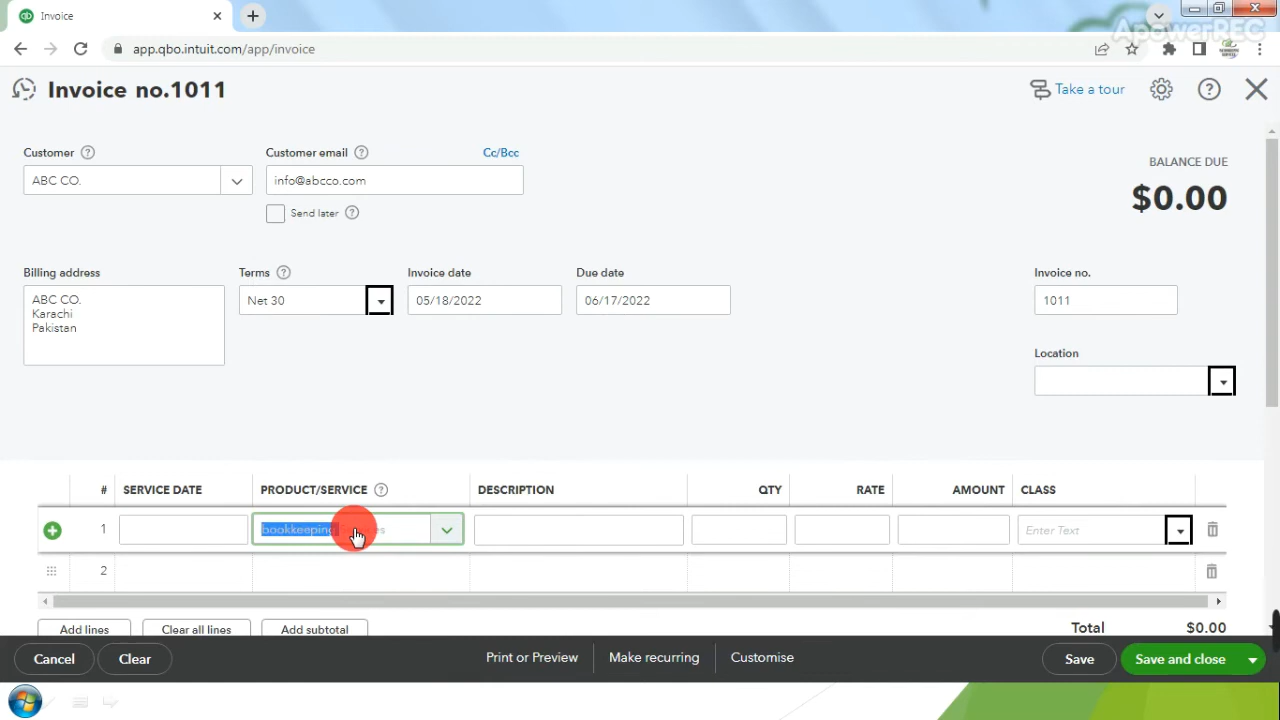 Invoice
ApowerREC
app.qbo.intuit.com/app/invoice
Invoice no.1011
Take a tour
Customer
Customer email
Cc/Bcc
BALANCE DUE
ABC CO.
info@abcco.com
$0.00
Send later
Billing address
Terms
Invoice date
Due date
Invoice no.
ABC CO.
Karachi
Pakistan
Net 30
05/18/2022
06/17/2022
1011
Location
# SERVICE DATE PRODUCT/SERVICE DESCRIPTION QTY RATE AMOUNT CLASS
1 bookkeeping Enter Text
2
Add lines Clear all lines Add subtotal Total $0.00
Cancel Clear Print or Preview Make recurring Customise Save Save and close